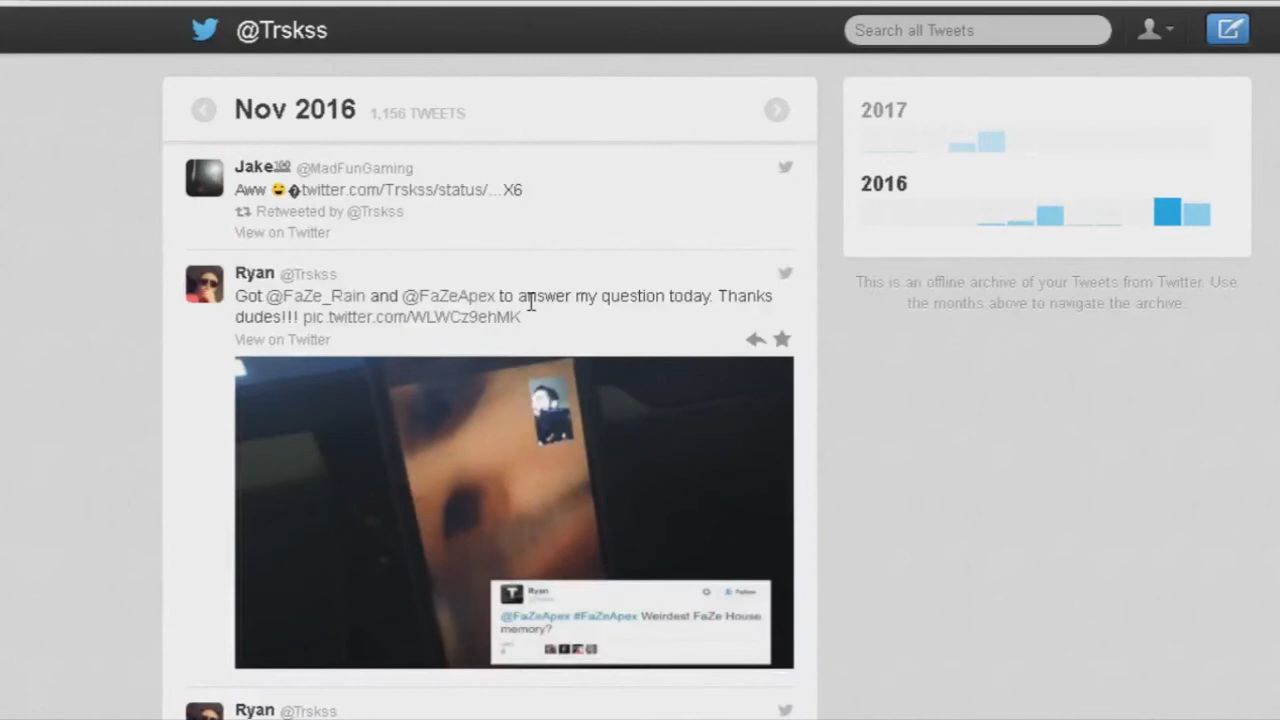 @Trskss
Search all Tweets
Nov 2016 1,156 TWEETS
Jake💯 @MadFunGaming
Aww 😄�twitter.com/Trskss/status/…X6
Retweeted by @Trskss
View on Twitter
Ryan @Trskss
Got @FaZe_Rain and @FaZeApex to answer my question today. Thanks
dudes!!! pic.twitter.com/WLWCz9ehMK
View on Twitter
Ryan
Follow
@FaZeApex #FaZeApex Weirdest FaZe House
memory?
Ryan @Trskss
2017
2016
This is an offline archive of your Tweets from Twitter. Use
the months above to navigate the archive.